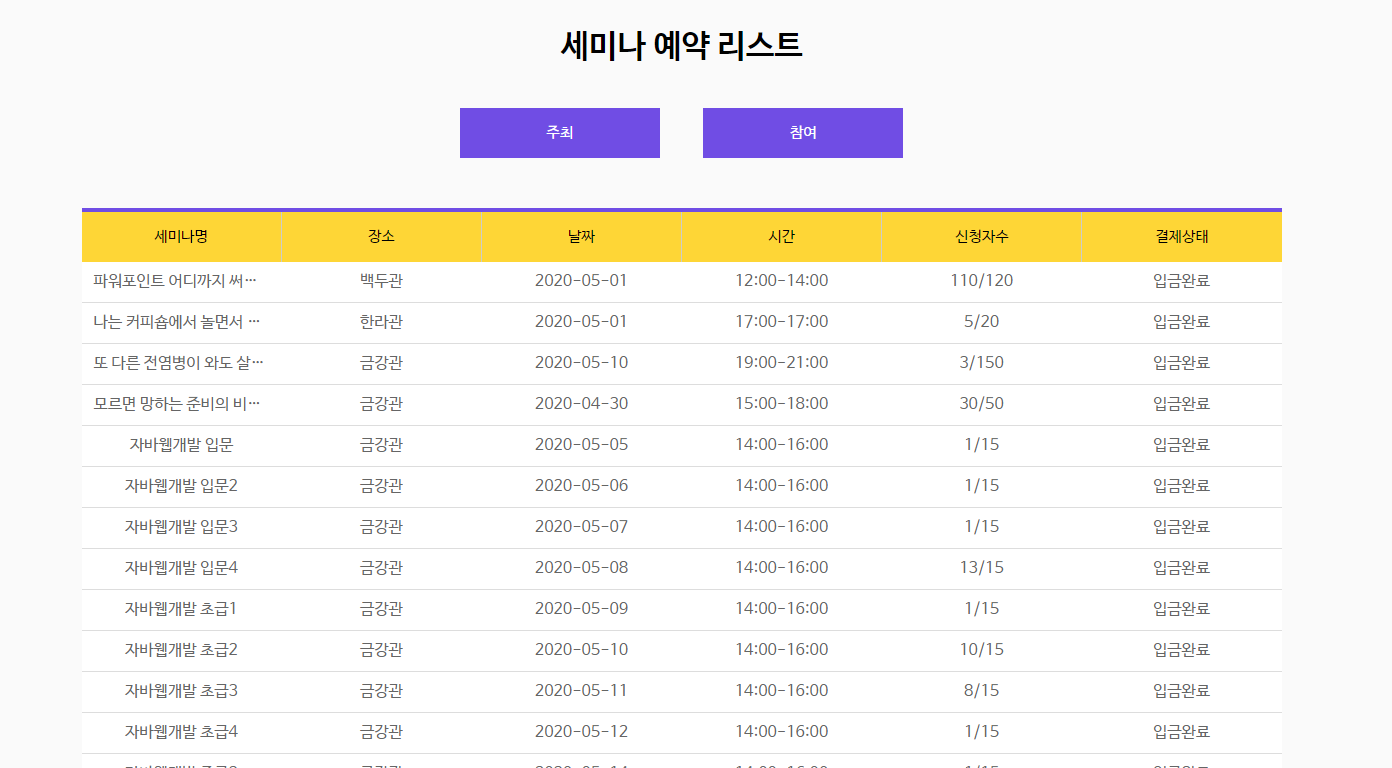 세미나 예약 리스트
주최 참여
세미나명 장소 날짜 시간 신청자수 결제상태
파워포인트 어디까지 써… 백두관 2020-05-01 12:00-14:00 110/120 입금완료
나는 커피숍에서 놀면서 … 한라관 2020-05-01 17:00-17:00 5/20 입금완료
또 다른 전염병이 와도 살… 금강관 2020-05-10 19:00-21:00 3/150 입금완료
모르면 망하는 준비의 비… 금강관 2020-04-30 15:00-18:00 30/50 입금완료
자바웹개발 입문 금강관 2020-05-05 14:00-16:00 1/15 입금완료
자바웹개발 입문2 금강관 2020-05-06 14:00-16:00 1/15 입금완료
자바웹개발 입문3 금강관 2020-05-07 14:00-16:00 1/15 입금완료
자바웹개발 입문4 금강관 2020-05-08 14:00-16:00 13/15 입금완료
자바웹개발 초급1 금강관 2020-05-09 14:00-16:00 1/15 입금완료
자바웹개발 초급2 금강관 2020-05-10 14:00-16:00 10/15 입금완료
자바웹개발 초급3 금강관 2020-05-11 14:00-16:00 8/15 입금완료
자바웹개발 초급4 금강관 2020-05-12 14:00-16:00 1/15 입금완료